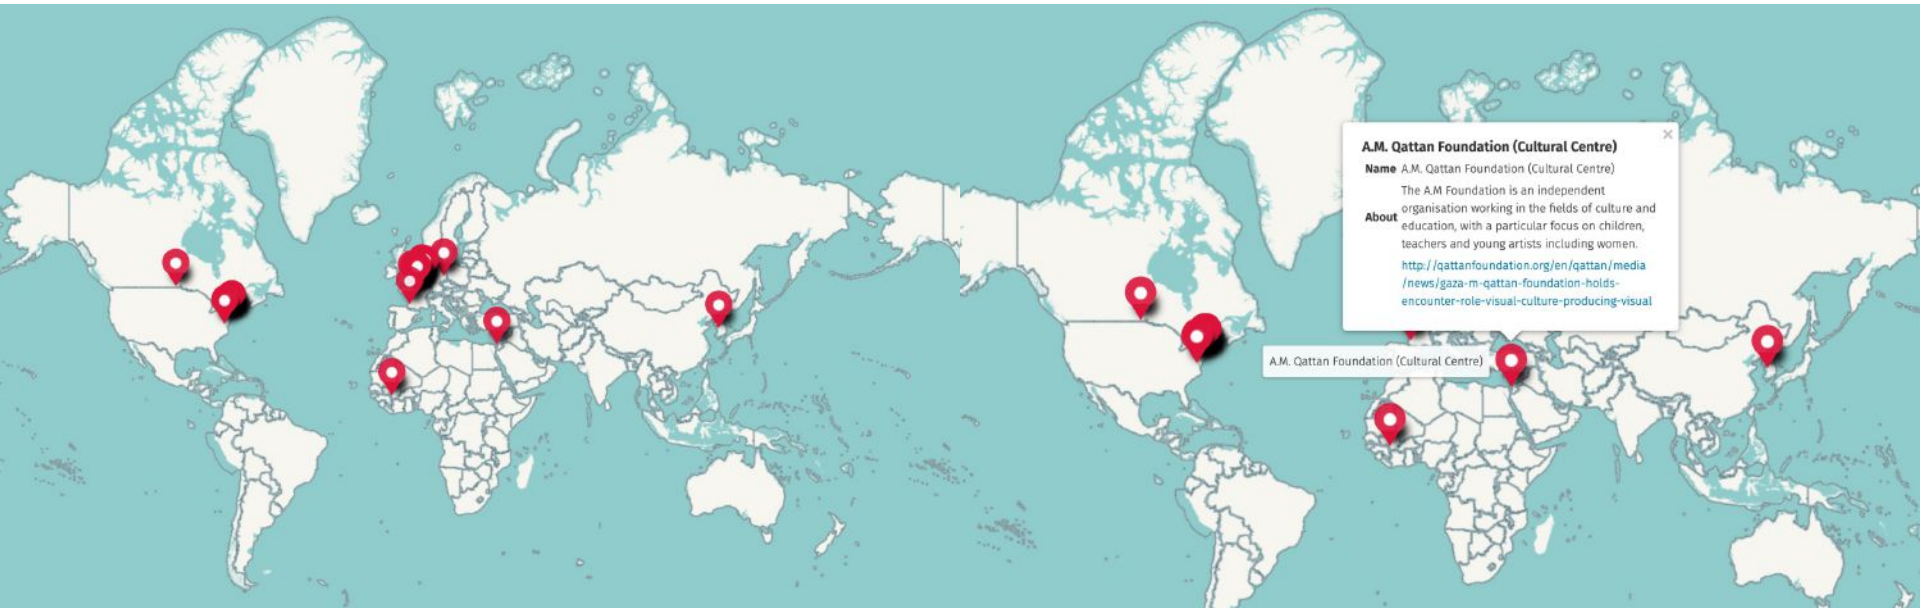 A.M. Qattan Foundation (Cultural Centre)
Name A.M. Qattan Foundation (Cultural Centre)
The A.M Foundation is an independent
About organisation working in the fields of culture and
education, with a particular focus on children,
teachers and young artists including women.
http://qattanfoundation.org/en/qattan/media
/news/gaza-m-qattan-foundation-holds-
encounter-role-visual-culture-producing-visual
A.M. Qattan Foundation (Cultural Centre)